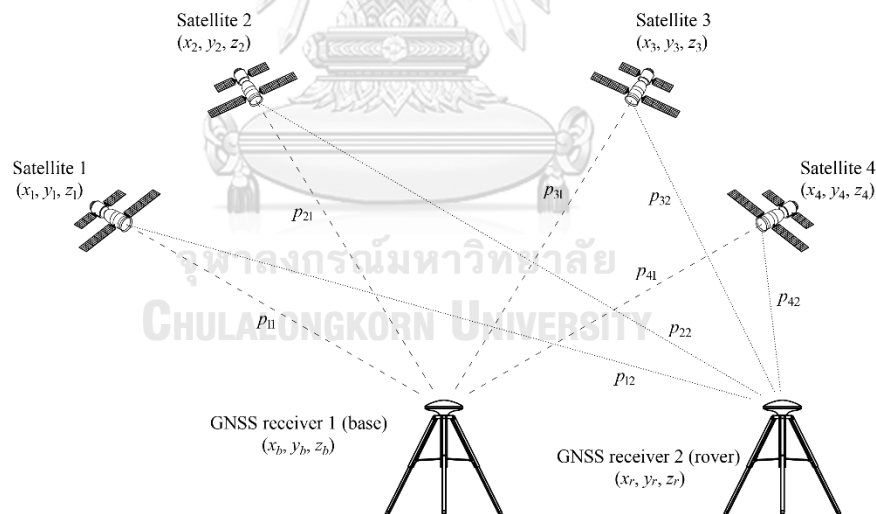 Satellite 2
(x₂, y₂, z₂)
Satellite 3
(x₃, y₃, z₃)
Satellite 1
(x₁, y₁, z₁)
Satellite 4
(x₄, y₄, z₄)
p₂₁
p₃₁
p₃₂
จุฬาลงกรณ์มหาวิทยาลัย
CHULALONGKORN UNIVERSITY
p₄₁
p₄₂
p₁₁
p₂₂
p₁₂
GNSS receiver 1 (base)
(x_b, y_b, z_b)
GNSS receiver 2 (rover)
(xᵣ, yᵣ, zᵣ)